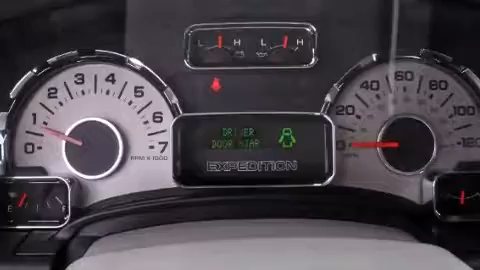 L H L H
0 1 2 3 4 5 6 7
RPM X 1000
DRIVER
DOOR AJAR
EXPEDITION
0 20 40 60 80 100 120